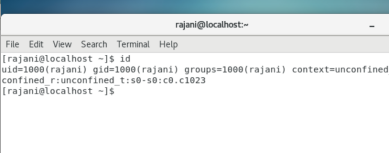 rajani@localhost:~
File Edit View Search Terminal Help
[rajani@localhost ~]$ id
uid=1000(rajani) gid=1000(rajani) groups=1000(rajani) context=unconfined
confined_r:unconfined_t:s0-s0:c0.c1023
[rajani@localhost ~]$